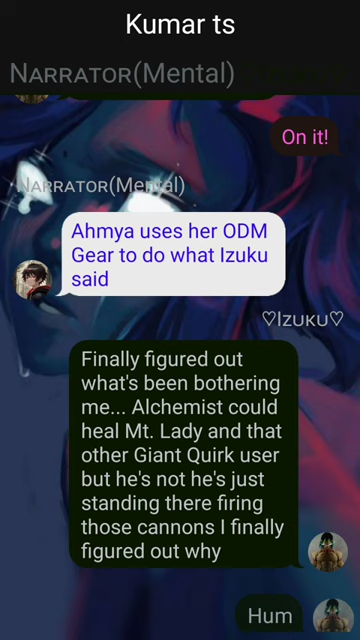 Kumar ts
NARRATOR(MENTAL)
On it!
NARRATOR(MENTAL)
Ahmya uses her ODM
Gear to do what Izuku
said
♡IZUKU♡
Finally figured out
what's been bothering
me... Alchemist could
heal Mt. Lady and that
other Giant Quirk user
but he's not he's just
standing there firing
those cannons I finally
figured out why
Hum